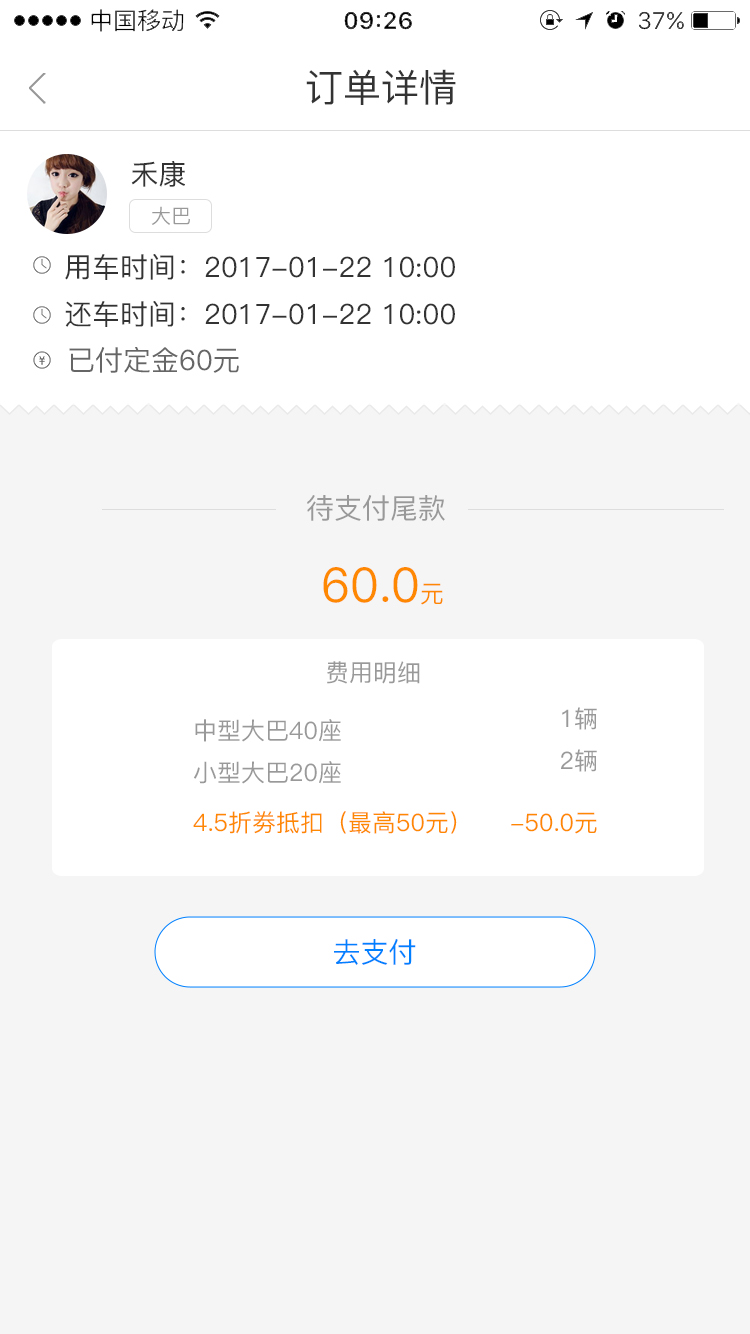 中国移动 09:26 37%
订单详情
禾康
大巴
用车时间：2017-01-22 10:00
还车时间：2017-01-22 10:00
¥ 已付定金60元
待支付尾款
60.0元
费用明细
中型大巴40座 1辆
小型大巴20座 2辆
4.5折券抵扣（最高50元） -50.0元
去支付